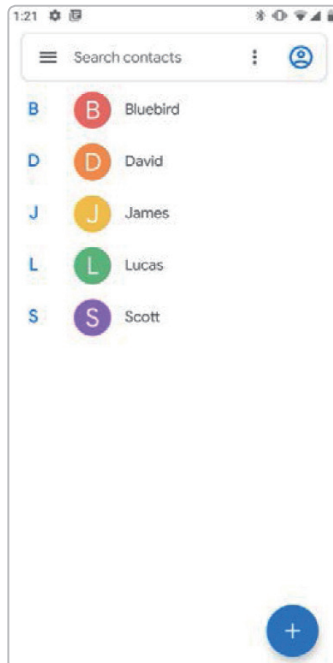 1:21
Search contacts
B B Bluebird
D D David
J J James
L L Lucas
S S Scott
+